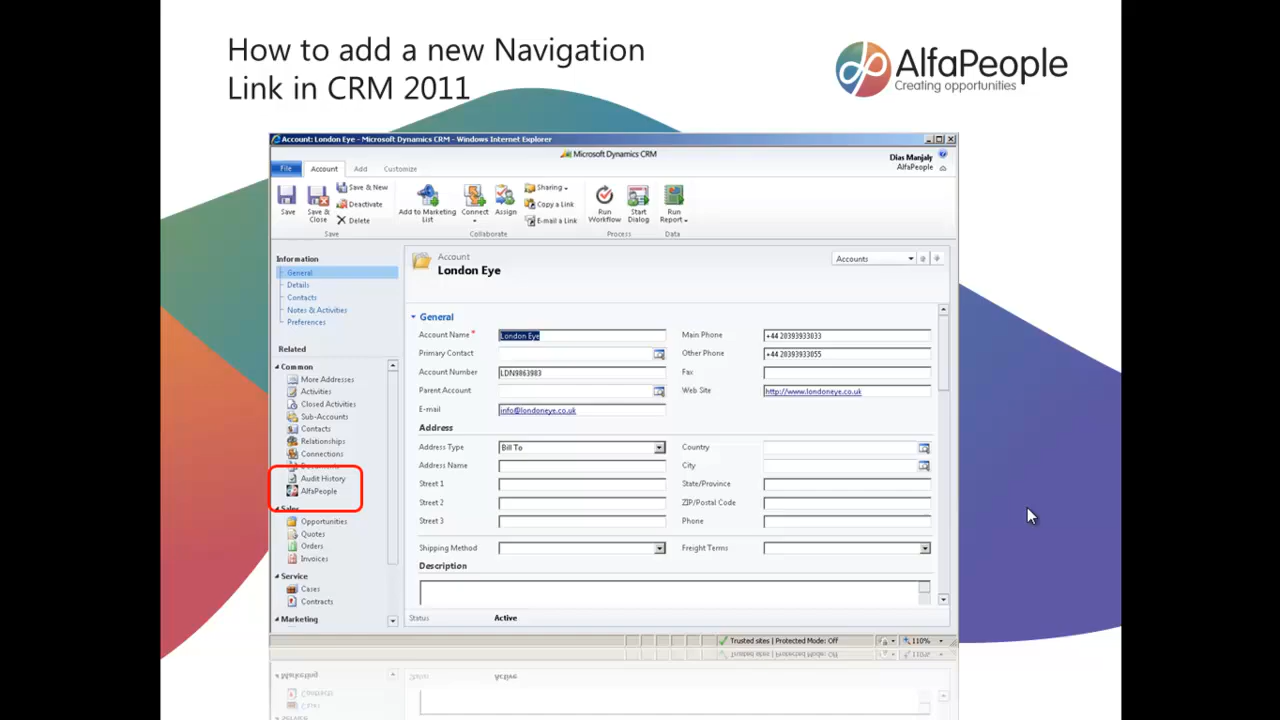 How to add a new Navigation
Link in CRM 2011
AlfaPeople
Creating opportunities
Account: London Eye - Microsoft Dynamics CRM - Windows Internet Explorer
Microsoft Dynamics CRM
Dias Manjaly
AlfaPeople
File Account Add Customize
Save
Save & Close
Save & New
Deactivate
Delete
Add to Marketing List
Connect
Assign
Sharing
Copy a Link
E-mail a Link
Run Workflow
Start Dialog
Run Report
Save Collaborate Process Data
Information
General
Details
Contacts
Notes & Activities
Preferences
Related
Common
More Addresses
Activities
Closed Activities
Sub-Accounts
Contacts
Relationships
Connections
Documents
Audit History
AlfaPeople
Sales
Opportunities
Quotes
Orders
Invoices
Service
Cases
Contracts
Marketing
Account
London Eye
Accounts
General
Account Name * London Eye Main Phone +44 20393933033
Primary Contact Other Phone +44 20393933055
Account Number LDN9863983 Fax
Parent Account Web Site http://www.londoneye.co.uk
E-mail info@londoneye.co.uk
Address
Address Type Bill To Country
Address Name City
Street 1 State/Province
Street 2 ZIP/Postal Code
Street 3 Phone
Shipping Method Freight Terms
Description
Status Active
Trusted sites | Protected Mode: Off 110%